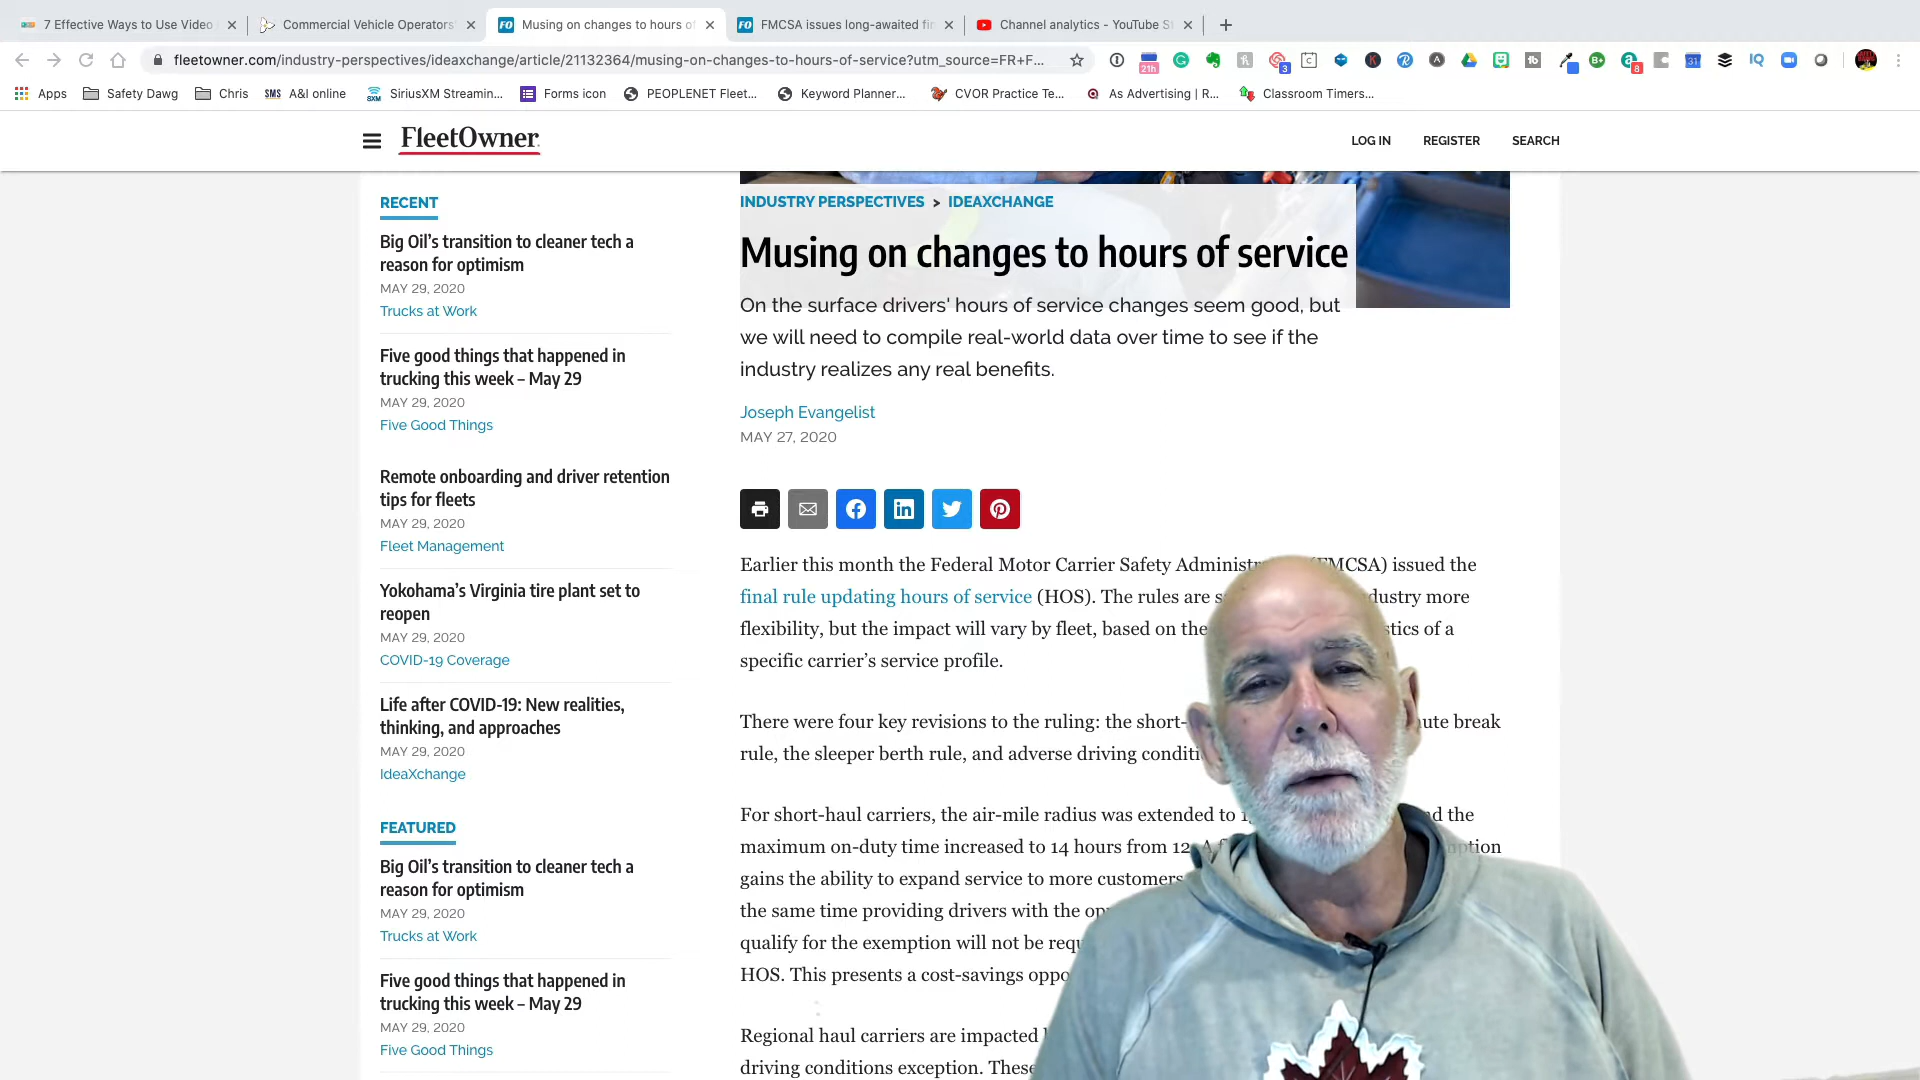 7 Effective Ways to Use Video
Commercial Vehicle Operators'
Musing on changes to hours of
FMCSA issues long-awaited fin
Channel analytics - YouTube S
fleetowner.com/industry-perspectives/ideaxchange/article/21132364/musing-on-changes-to-hours-of-service?utm_source=FR+F...
21h
3
8
31
IQ
Apps
Safety Dawg
Chris
SMS
A&I online
SXM
SiriusXM Streamin...
Forms icon
PEOPLENET Fleet...
Keyword Planner...
CVOR Practice Te...
As Advertising | R...
Classroom Timers...
FleetOwner
LOG IN
REGISTER
SEARCH
RECENT
Big Oil's transition to cleaner tech a
reason for optimism
MAY 29, 2020
Trucks at Work
Five good things that happened in
trucking this week – May 29
MAY 29, 2020
Five Good Things
Remote onboarding and driver retention
tips for fleets
MAY 29, 2020
Fleet Management
Yokohama's Virginia tire plant set to
reopen
MAY 29, 2020
COVID-19 Coverage
Life after COVID-19: New realities,
thinking, and approaches
MAY 29, 2020
IdeaXchange
FEATURED
Big Oil's transition to cleaner tech a
reason for optimism
MAY 29, 2020
Trucks at Work
Five good things that happened in
trucking this week – May 29
MAY 29, 2020
Five Good Things
INDUSTRY PERSPECTIVES > IDEAXCHANGE
Musing on changes to hours of service
On the surface drivers' hours of service changes seem good, but
we will need to compile real-world data over time to see if the
industry realizes any real benefits.
Joseph Evangelist
MAY 27, 2020
Earlier this month the Federal Motor Carrier Safety Administr (FMCSA) issued the
final rule updating hours of service (HOS). The rules are industry more
flexibility, but the impact will vary by fleet, based on the stics of a
specific carrier's service profile.
There were four key revisions to the ruling: the short- ute break
rule, the sleeper berth rule, and adverse driving conditi
For short-haul carriers, the air-mile radius was extended to the
maximum on-duty time increased to 14 hours from 12. A mption
gains the ability to expand service to more customers
the same time providing drivers with the
qualify for the exemption will not be
HOS. This presents a cost-savings oppo
Regional haul carriers are impacted
driving conditions exception. These